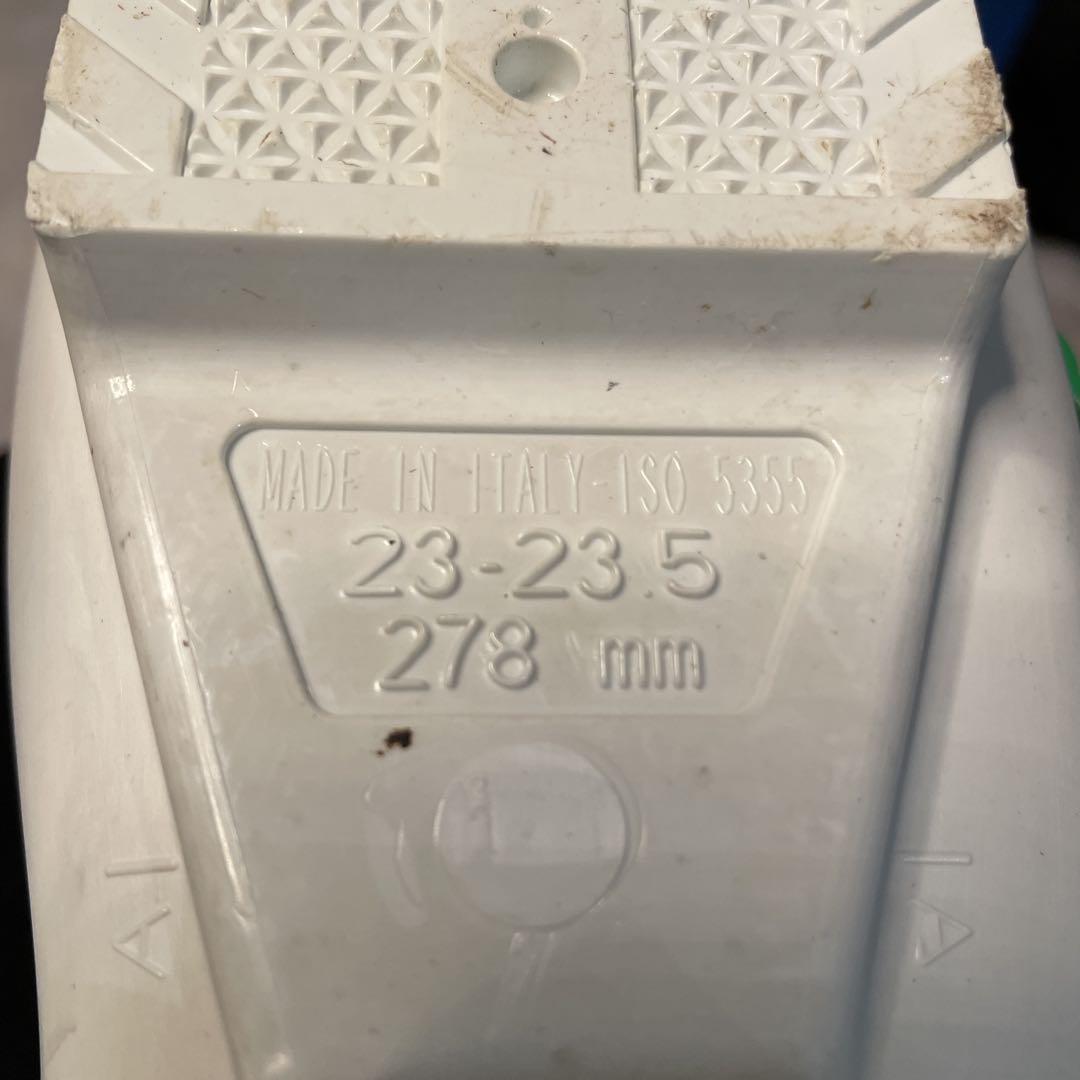 MADE IN ITALY-ISO 5355
23-23.5
278 mm
A
A